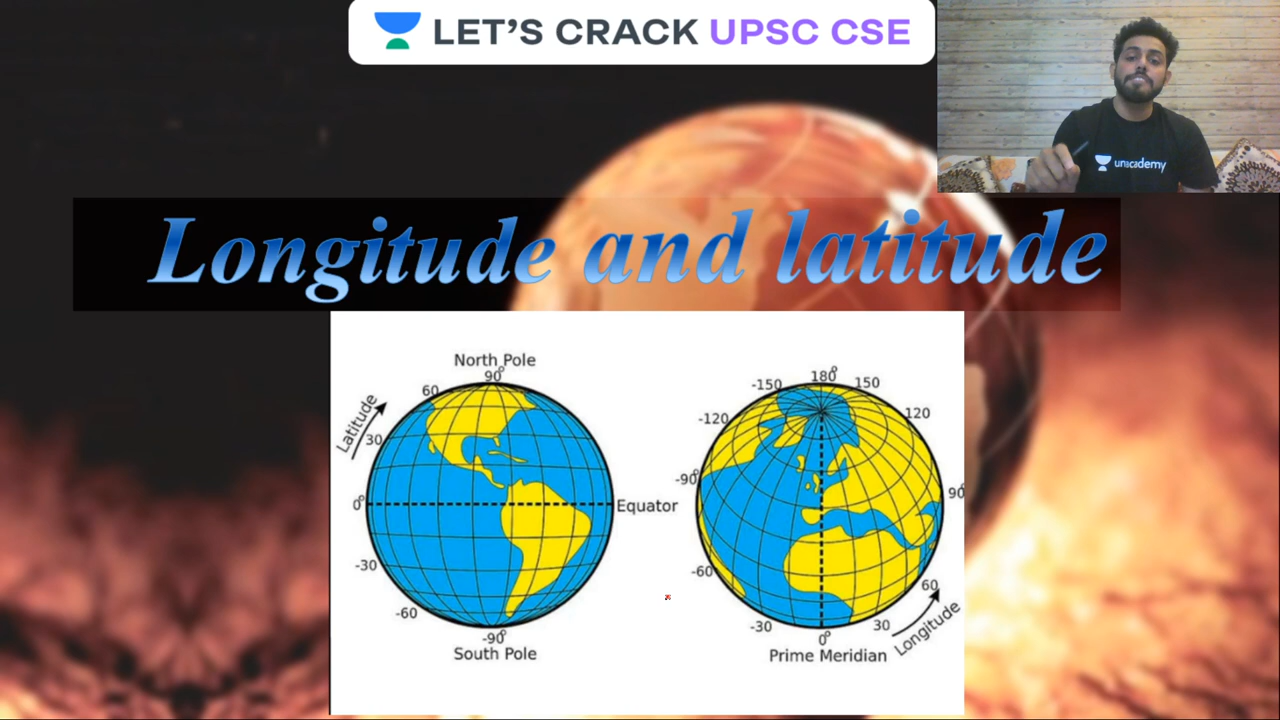 LET'S CRACK UPSC CSE
unacademy
Longitude and latitude
North Pole
90°
60
Latitude
30
0°
Equator
-30
-60
-90°
South Pole
180°
-150
150
-120
120
-90°
90°
-60
60
-30
30
0°
Longitude
Prime Meridian